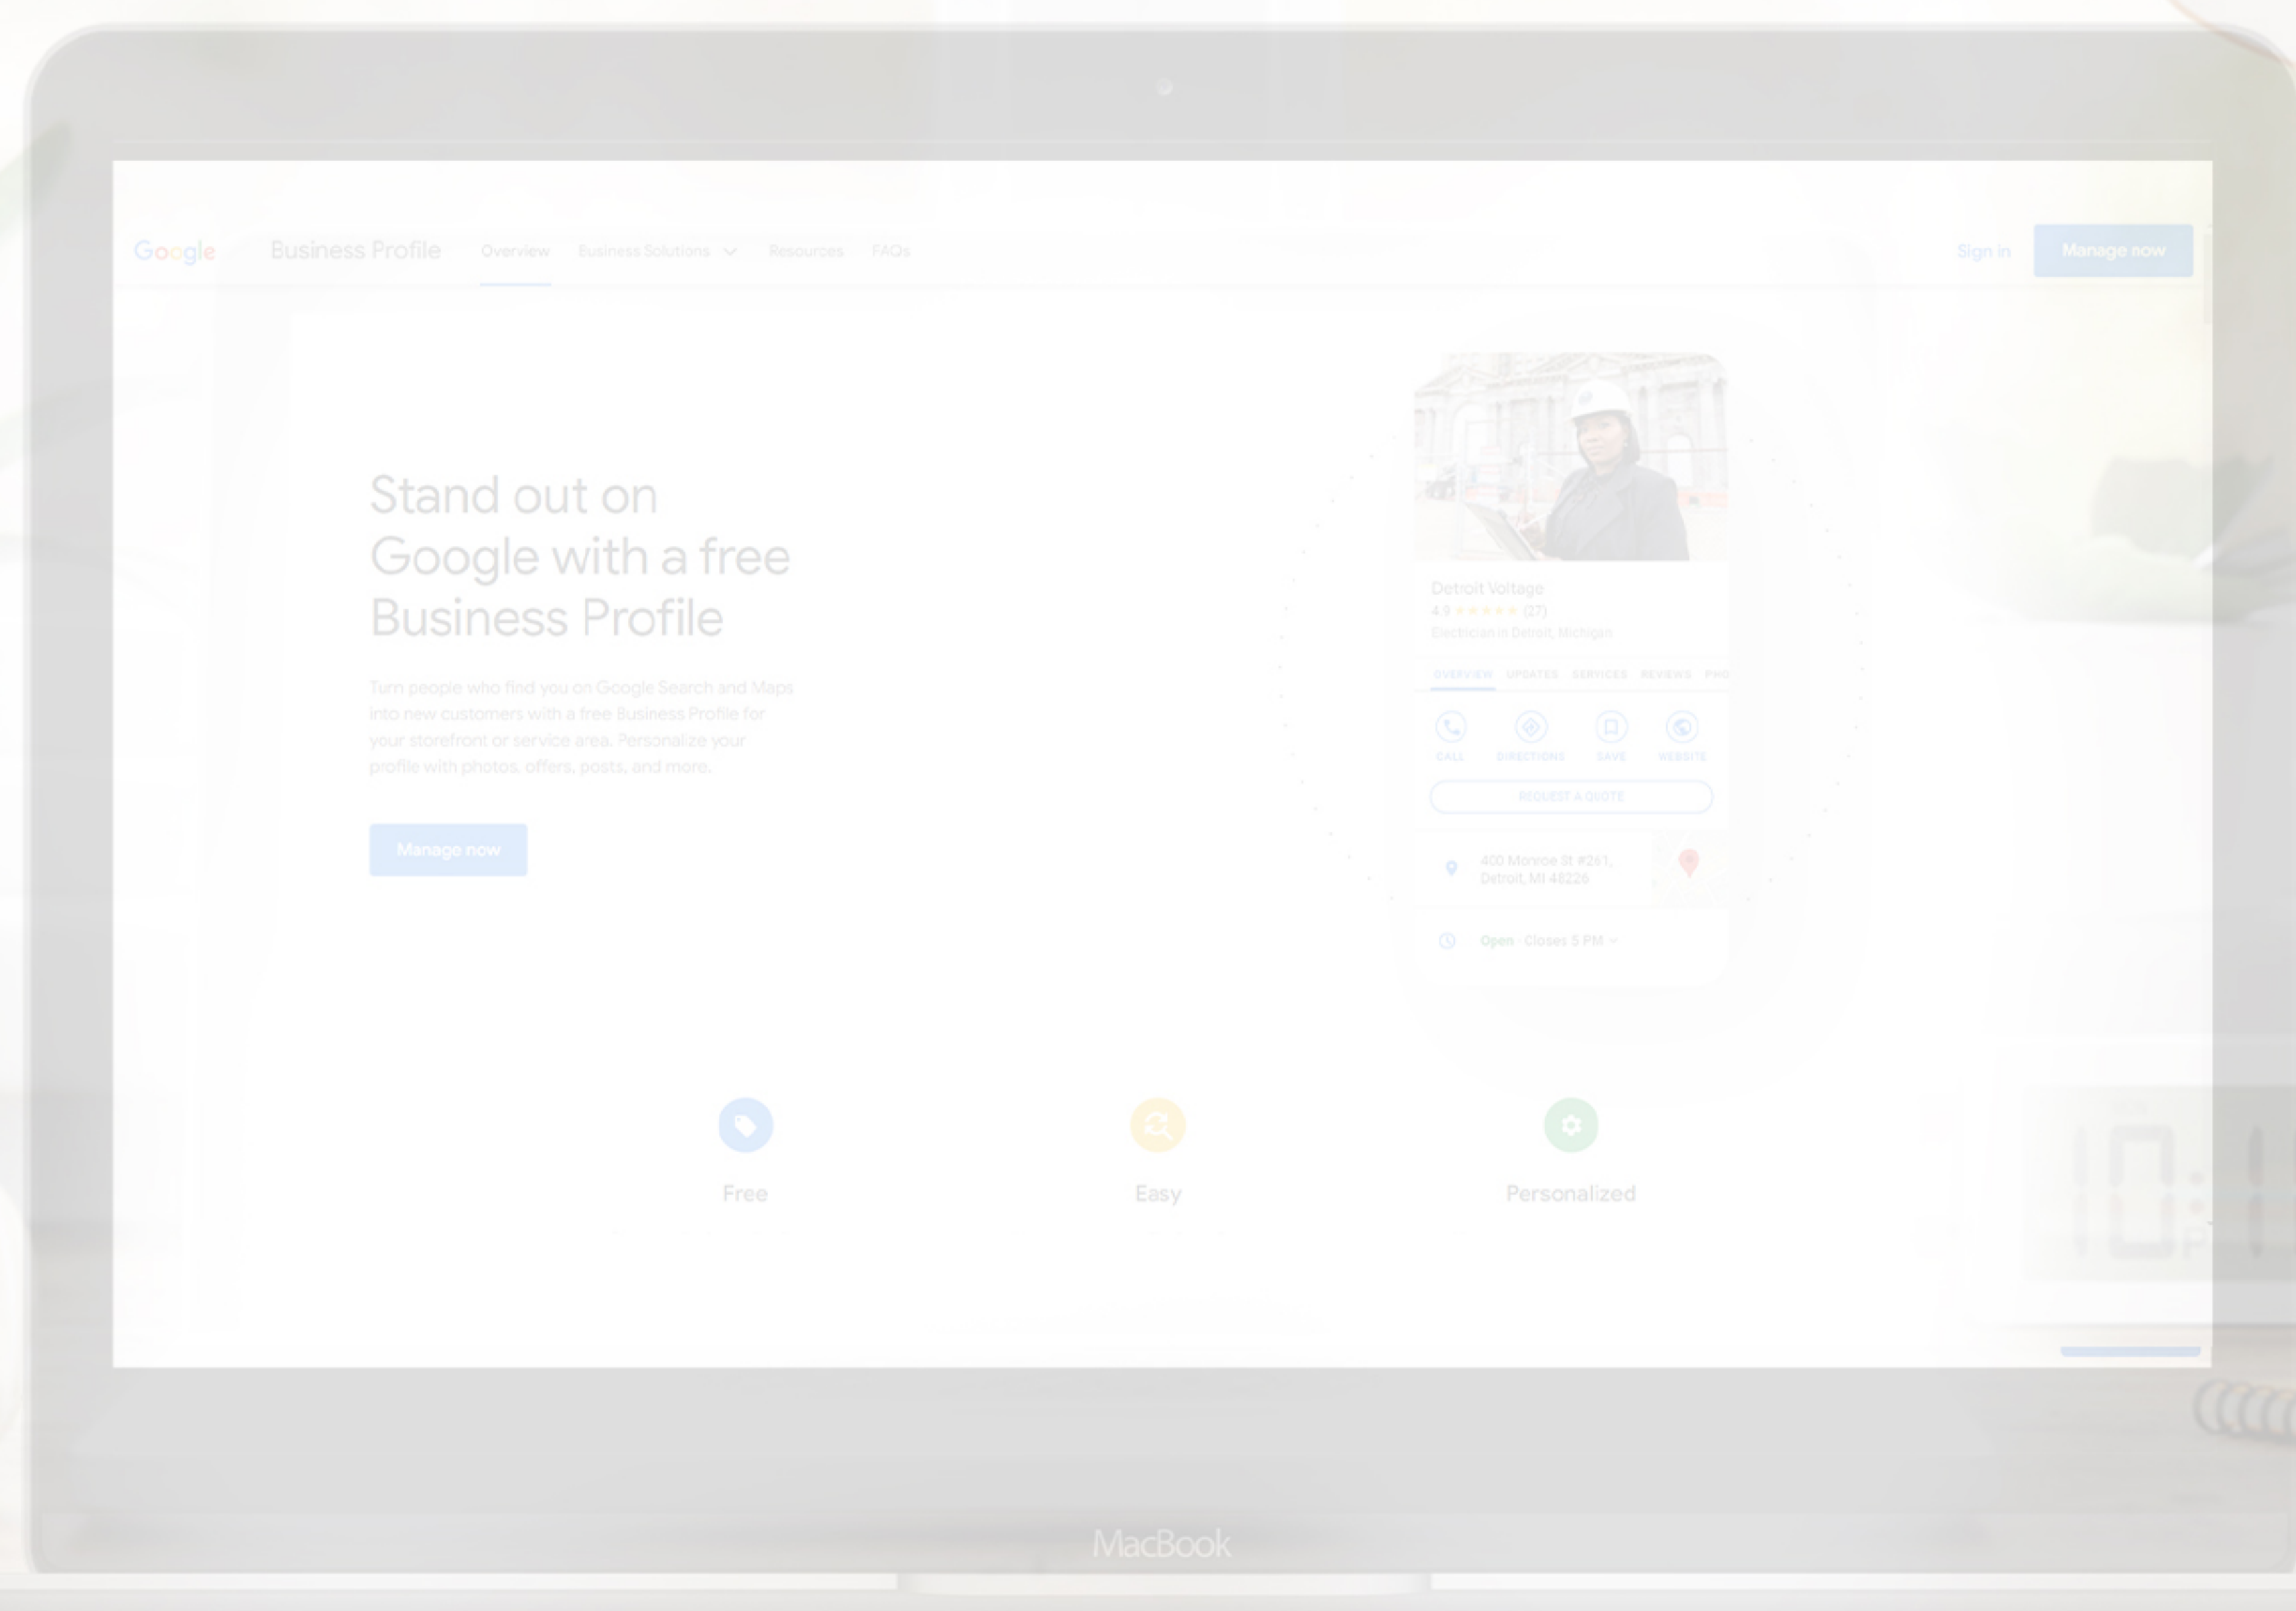 Google
Business Profile
Overview
Business Solutions
Resources
FAQs
Sign in
Manage now
Stand out on
Google with a free
Business Profile
Turn people who find you on Google Search and Maps
into new customers with a free Business Profile for
your storefront or service area. Personalize your
profile with photos, offers, posts, and more.
Manage now
Detroit Voltage
4.9 ★★★★★ (27)
Electrician in Detroit, Michigan
OVERVIEW UPDATES SERVICES REVIEWS PHO
CALL DIRECTIONS SAVE WEBSITE
REQUEST A QUOTE
400 Monroe St #261,
Detroit, MI 48226
Open · Closes 5 PM
Free
Easy
Personalized
10:1
MacBook